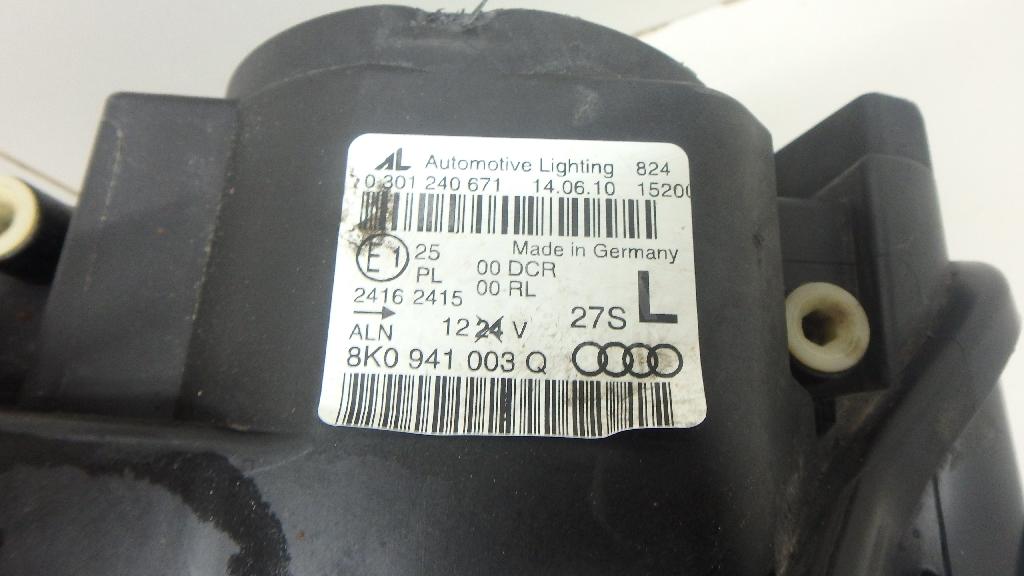 AL Automotive Lighting 824
0 301 240 671 14.06.10 1520
Made in Germany
E1 25 00 DCR
PL 00 RL L
2416 2415
27S
ALN 12 24 V
8K0 941 003 Q